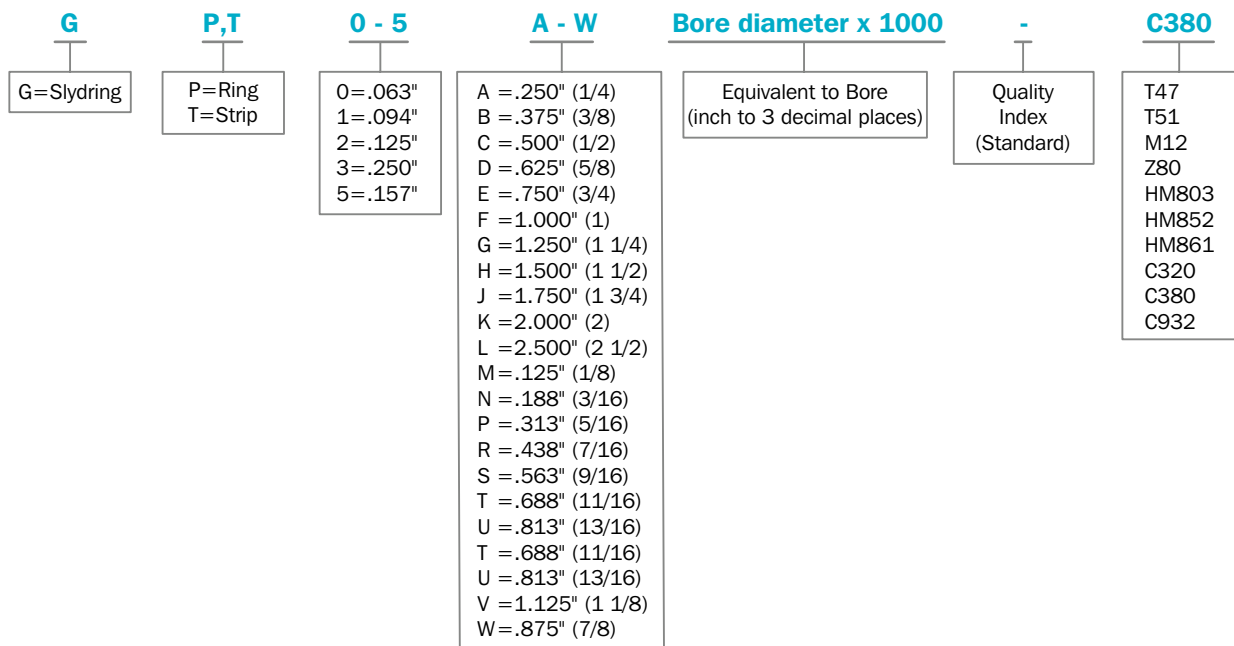 G P,T 0 - 5 A - W Bore diameter x 1000 - C380
G=Slydring
P=Ring
T=Strip
0=.063"
1=.094"
2=.125"
3=.250"
5=.157"
A =.250" (1/4)
B =.375" (3/8)
C =.500" (1/2)
D =.625" (5/8)
E =.750" (3/4)
F =1.000" (1)
G =1.250" (1 1/4)
H =1.500" (1 1/2)
J =1.750" (1 3/4)
K =2.000" (2)
L =2.500" (2 1/2)
M =.125" (1/8)
N =.188" (3/16)
P =.313" (5/16)
R =.438" (7/16)
S =.563" (9/16)
T =.688" (11/16)
U =.813" (13/16)
T =.688" (11/16)
U =.813" (13/16)
V =1.125" (1 1/8)
W =.875" (7/8)
Equivalent to Bore
(inch to 3 decimal places)
Quality
Index
(Standard)
T47
T51
M12
Z80
HM803
HM852
HM861
C320
C380
C932